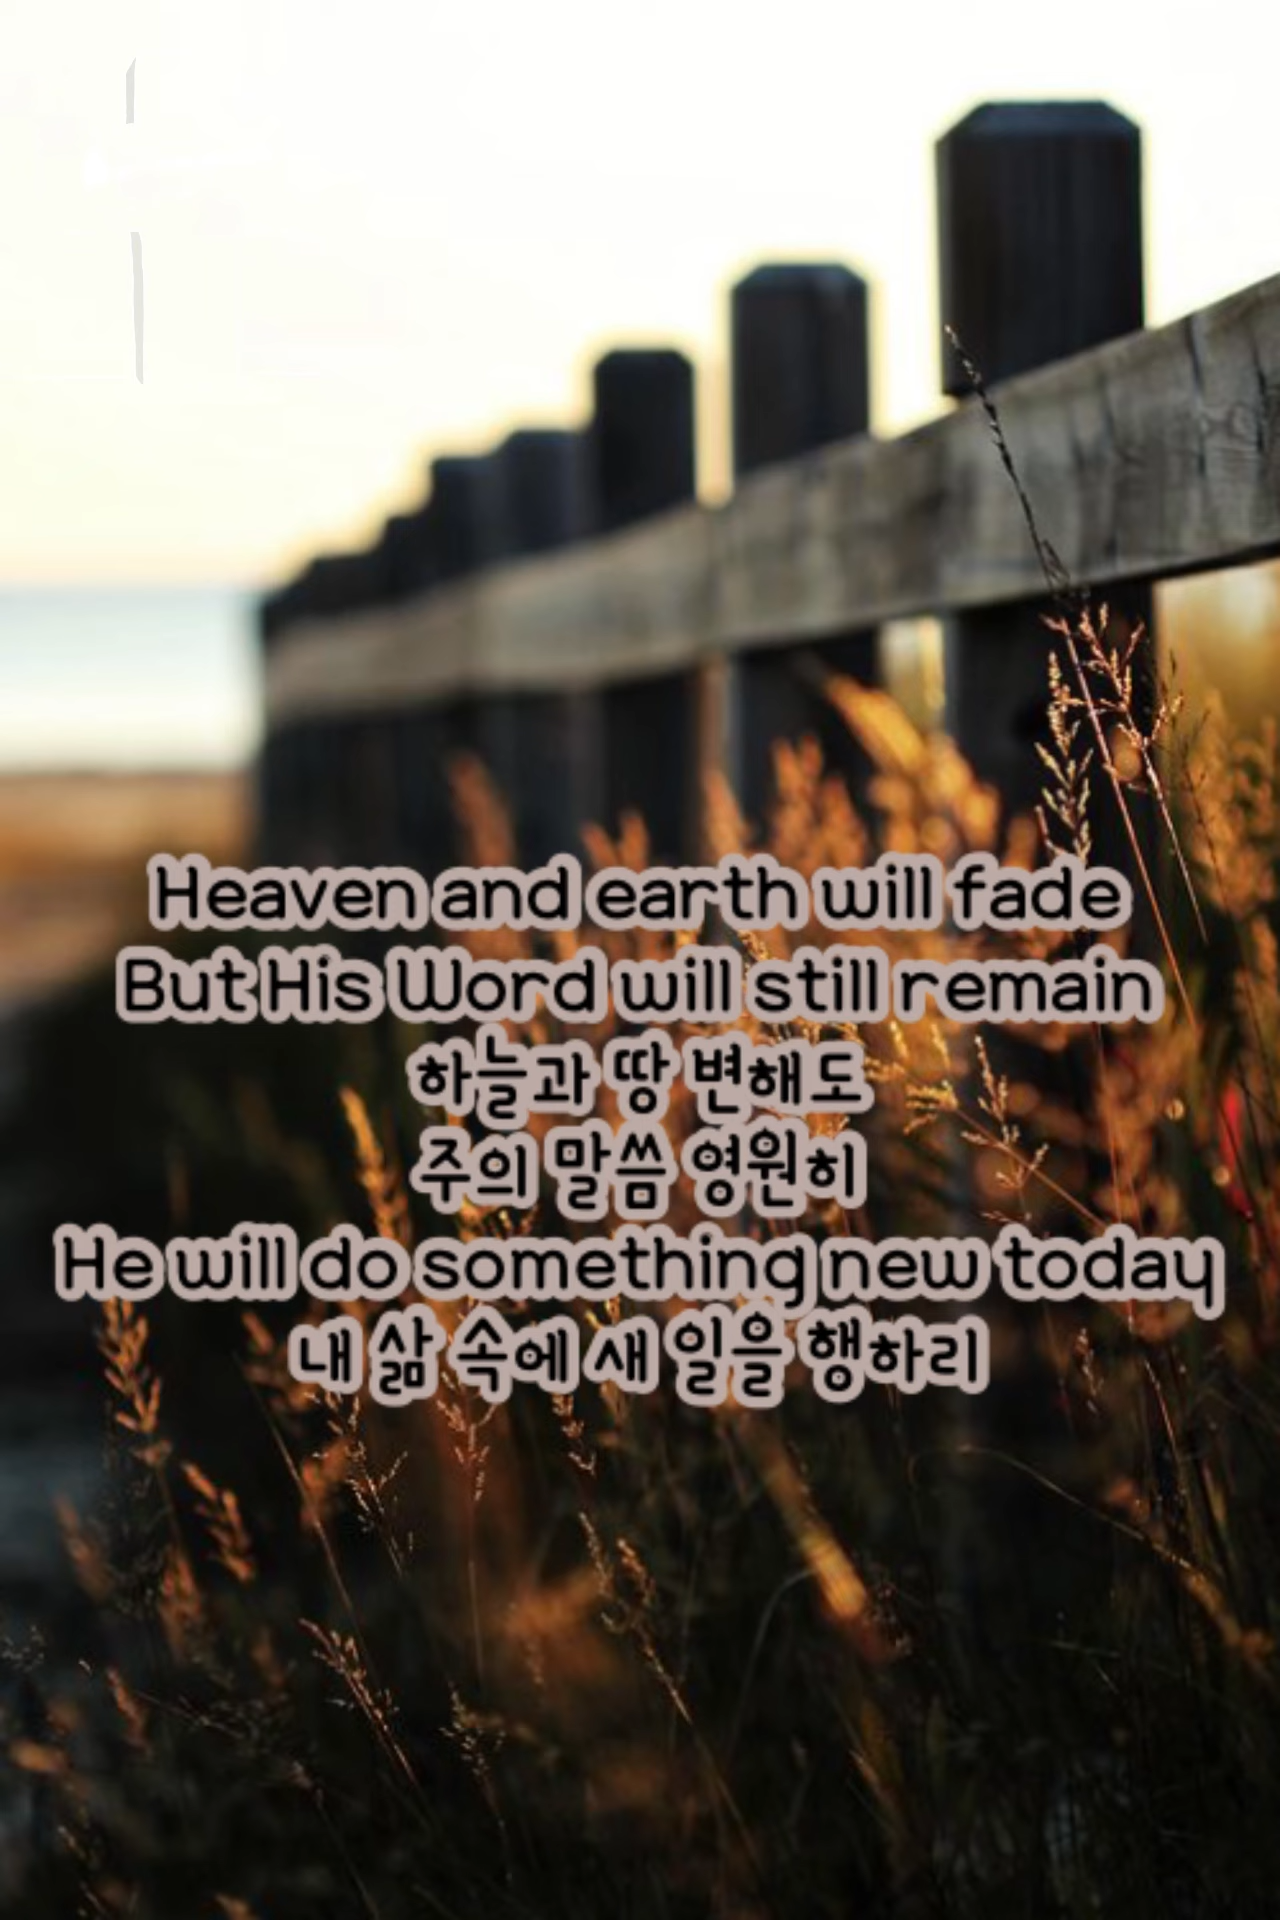 Heaven and earth will fade
But His Word will still remain
하늘과 땅 변해도
주의 말씀 영원히
He will do something new today
내 삶 속에 새 일을 행하리